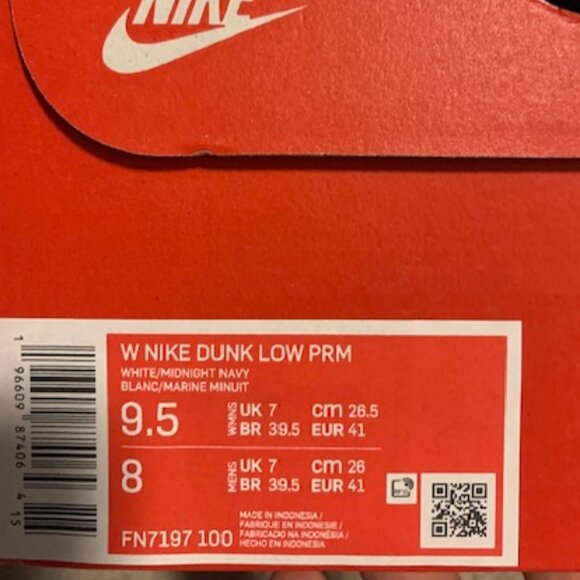 NIKE
W NIKE DUNK LOW PRM
WHITE/MIDNIGHT NAVY
BLANC/MARINE MINUIT
9.5 WMNS UK 7 cm 26.5
BR 39.5 EUR 41
8 MENS UK 7 cm 26
BR 39.5 EUR 41
FN7197 100
MADE IN INDONESIA/
FABRIQUE EN INDONESIE/
FABRICADO NA INDONÉSIA/
HECHO EN INDONESIA
1 96609 87406 4 15